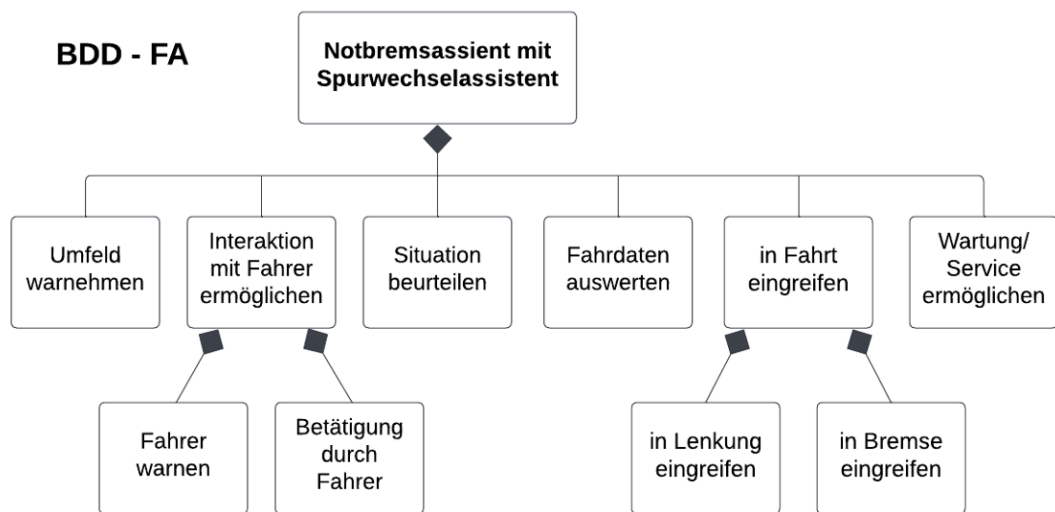 BDD - FA
Notbremsassient mit
Spurwechselassistent
Umfeld
warnehmen
Interaktion
mit Fahrer
ermöglichen
Situation
beurteilen
Fahrdaten
auswerten
in Fahrt
eingreifen
Wartung/
Service
ermöglichen
Fahrer
warnen
Betätigung
durch
Fahrer
in Lenkung
eingreifen
in Bremse
eingreifen